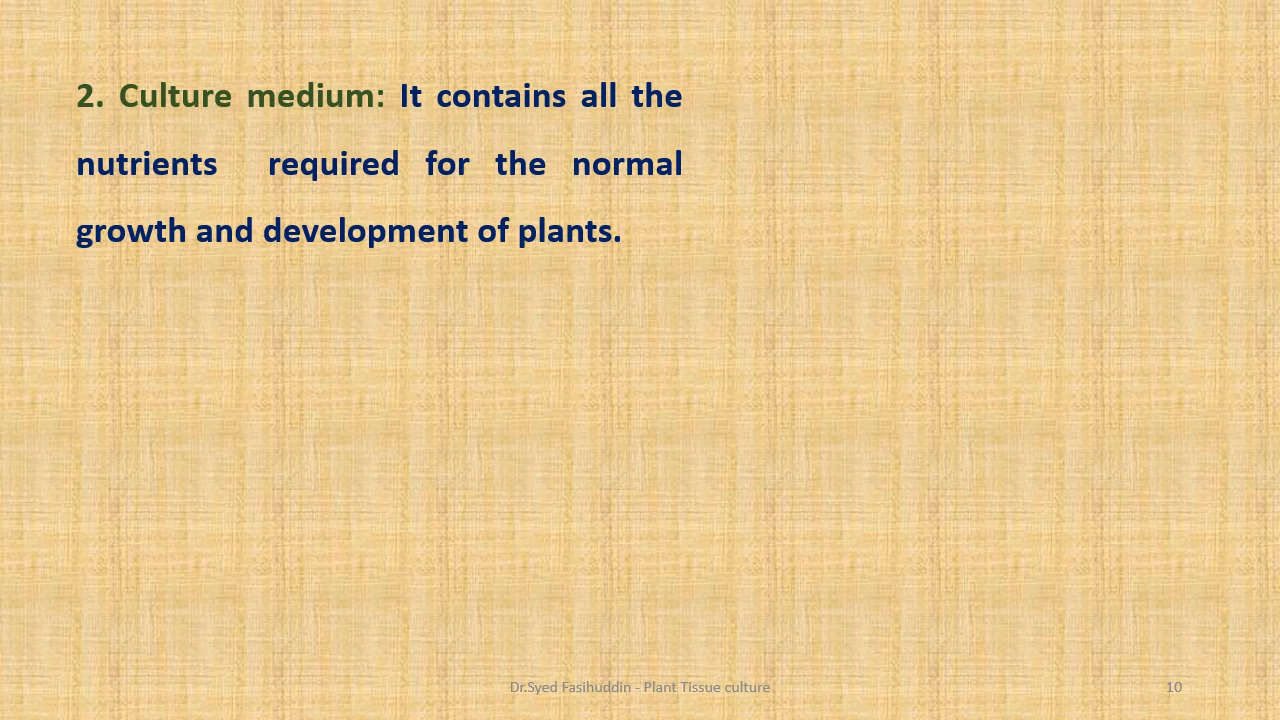 2. Culture medium: It contains all the
nutrients required for the normal
growth and development of plants.
Dr.Syed Fasihuddin - Plant Tissue culture
10